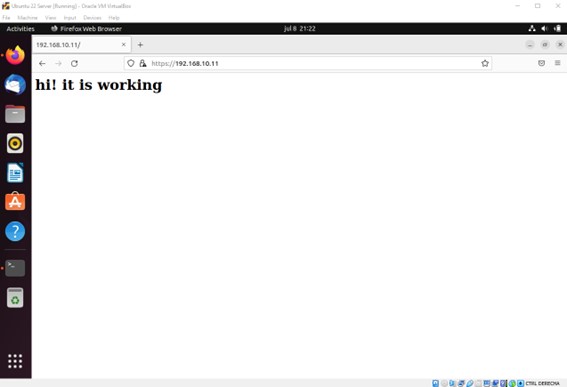 Ubuntu 22 Server [Running] - Oracle VM VirtualBox
File Machine View Input Devices Help
Activities Firefox Web Browser Jul 8 21:22
192.168.10.11/
https://192.168.10.11
hi! it is working
CTRL DERECHA